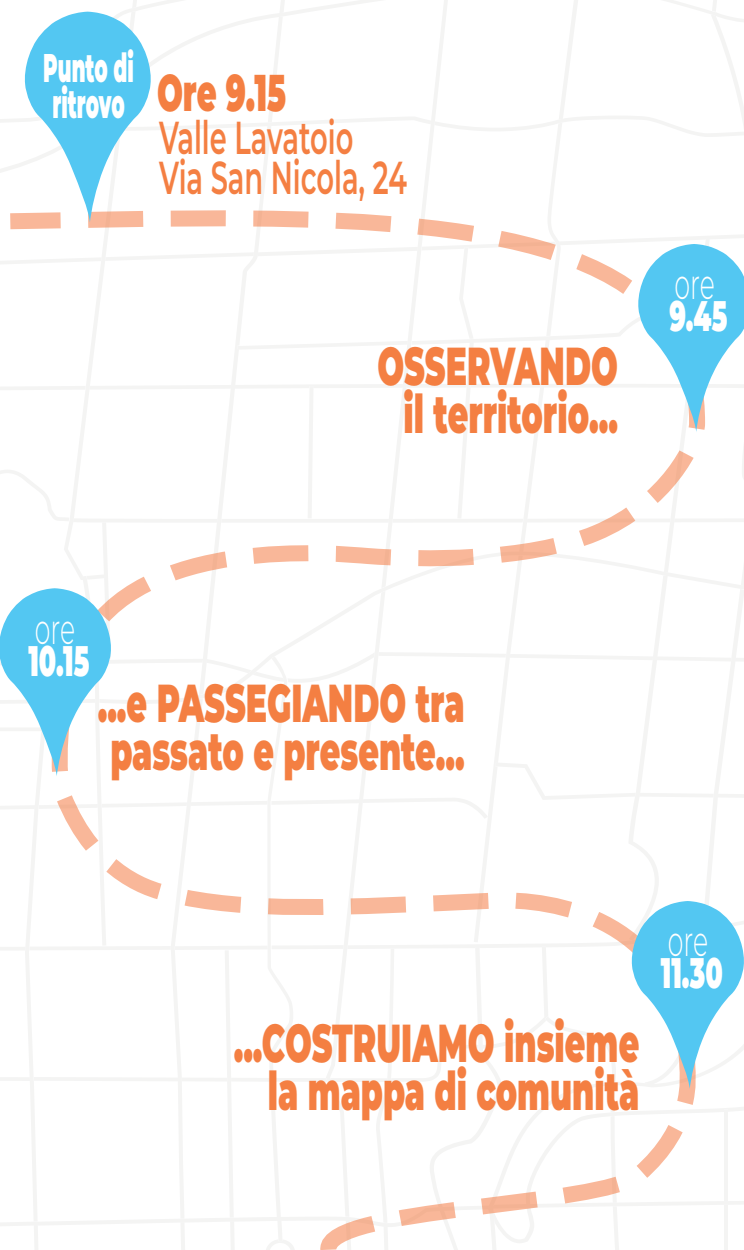 Punto di
ritrovo
Ore 9.15
Valle Lavatoio
Via San Nicola, 24
ore
9.45
OSSERVANDO
il territorio...
ore
10.15
...e PASSEGIANDO tra
passato e presente...
ore
11.30
...COSTRUIAMO insieme
la mappa di comunità